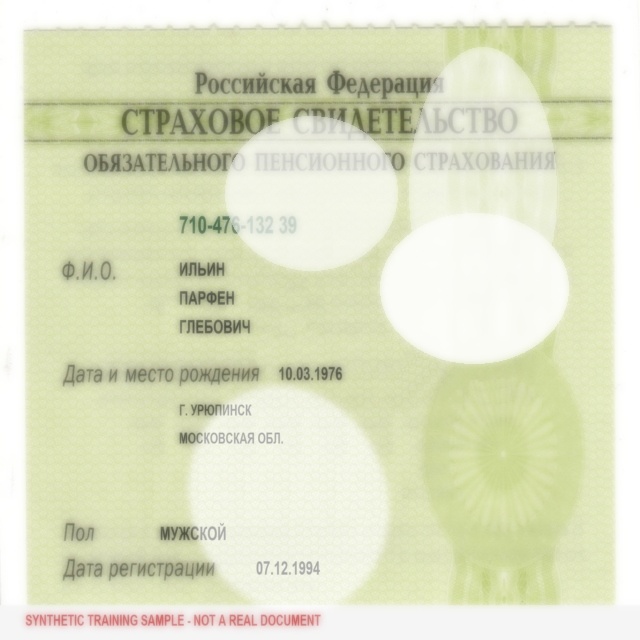 Российская Федерация
СТРАХОВОЕ СВИДЕТЕЛЬСТВО
ОБЯЗАТЕЛЬНОГО ПЕНСИОННОГО СТРАХОВАНИЯ
710-476-132 39
Ф.И.О. ИЛЬИН
ПАРФЕН
ГЛЕБОВИЧ
Дата и место рождения 10.03.1976
Г. УРЮПИНСК
МОСКОВСКАЯ ОБЛ.
Пол МУЖСКОЙ
Дата регистрации 07.12.1994
SYNTHETIC TRAINING SAMPLE - NOT A REAL DOCUMENT